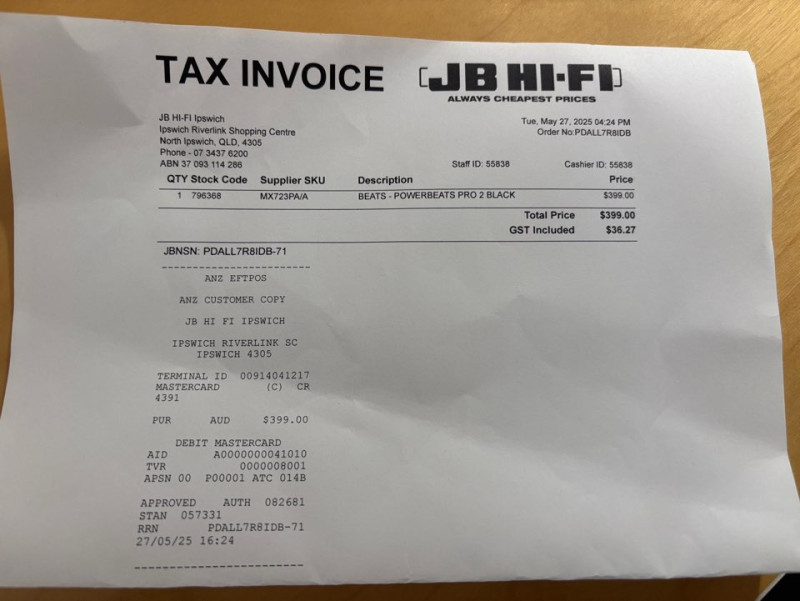 TAX INVOICE
JB HI-FI
ALWAYS CHEAPEST PRICES
JB HI-FI Ipswich
Ipswich Riverlink Shopping Centre
North Ipswich, QLD, 4305
Phone - 07 3437 6200
ABN 37 093 114 286
Tue, May 27, 2025 04:24 PM
Order No:PDALL7R8IDB
Staff ID: 55838 Cashier ID: 55838
QTY Stock Code Supplier SKU Description Price
1 796368 MX723PA/A BEATS - POWERBEATS PRO 2 BLACK $399.00
Total Price $399.00
GST Included $36.27
JBNSN: PDALL7R8IDB-71
------------------------
ANZ EFTPOS
ANZ CUSTOMER COPY
JB HI FI IPSWICH
IPSWICH RIVERLINK SC
IPSWICH 4305
TERMINAL ID 00914041217
MASTERCARD (C) CR
4391
PUR AUD $399.00
DEBIT MASTERCARD
AID A0000000041010
TVR 0000008001
APSN 00 P00001 ATC 014B
APPROVED AUTH 082681
STAN 057331
RRN PDALL7R8IDB-71
27/05/25 16:24
------------------------